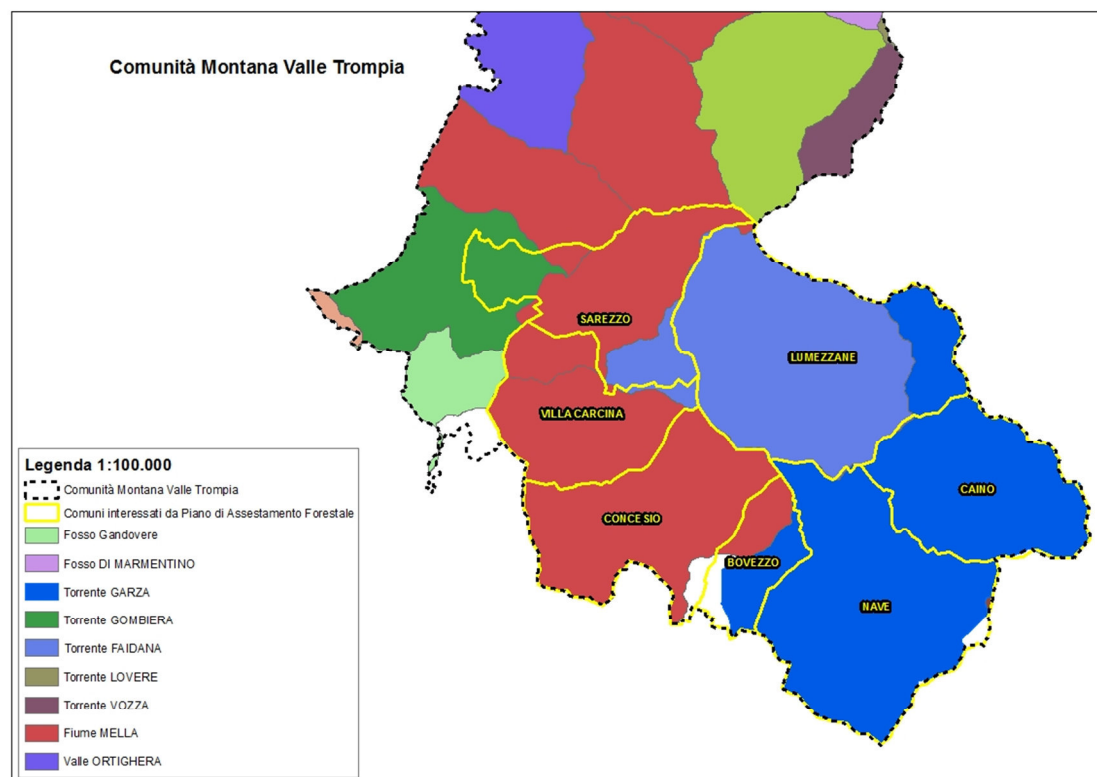 Comunità Montana Valle Trompia
SAREZZO
LUMEZZANE
VILLA CARCINA
CAINO
CONCESIO
BOVEZZO
NAVE
Legenda 1:100.000
Comunità Montana Valle Trompia
Comuni interessati da Piano di Assestamento Forestale
Fosso Gandovere
Fosso DI MARMENTINO
Torrente GARZA
Torrente GOMBIERA
Torrente FAIDANA
Torrente LOVERE
Torrente VOZZA
Fiume MELLA
Valle ORTIGHERA